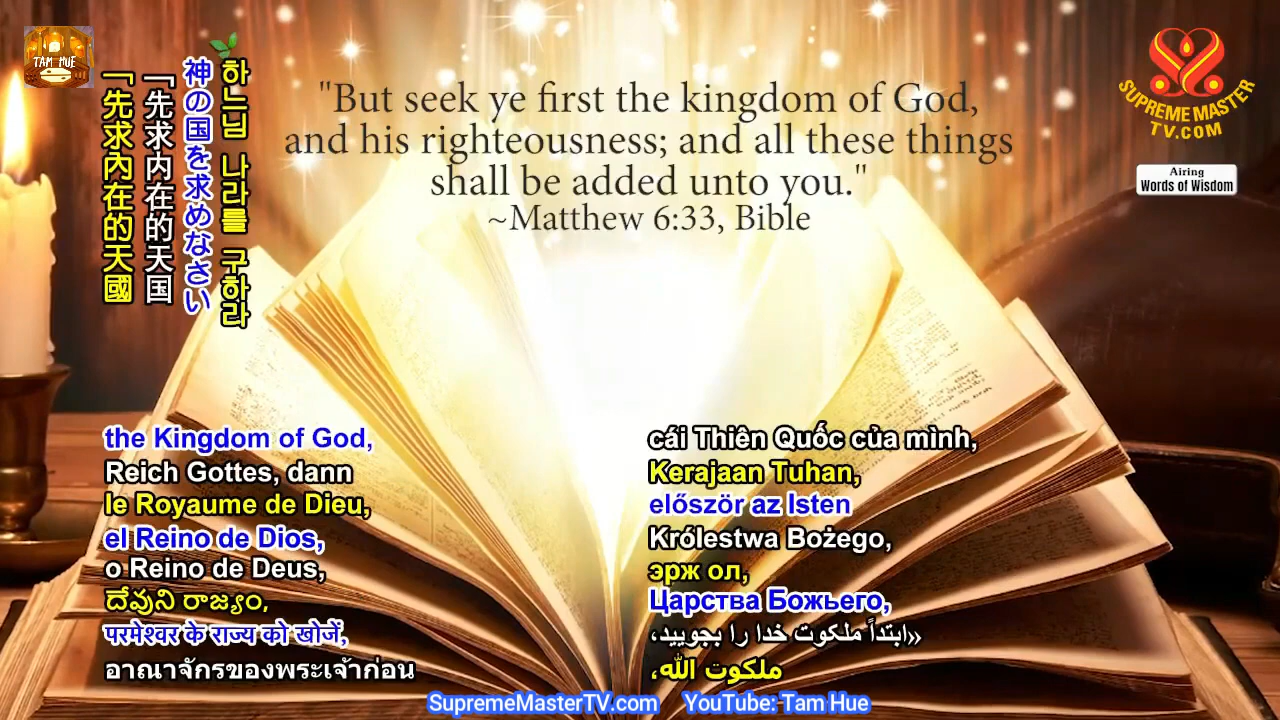 TAM HUE
하느님 나라를 구하라
神の国を求めなさい
「先求内在的天国
「先求內在的天國
"But seek ye first the kingdom of God,
and his righteousness; and all these things
shall be added unto you."
~Matthew 6:33, Bible
SUPREME MASTER
TV.COM
Airing
Words of Wisdom
the Kingdom of God,
Reich Gottes, dann
le Royaume de Dieu,
el Reino de Dios,
o Reino de Deus,
దేవుని రాజ్యం,
परमेश्वर के राज्य को खोजें,
อาณาจักรของพระเจ้าก่อน
cái Thiên Quốc của mình,
Kerajaan Tuhan,
először az Isten
Królestwa Bożego,
эрж ол,
Царства Божьего,
«ابتداً ملکوت خدا را بجویید،
ملكوت الله،
SupremeMasterTV.com
YouTube: Tam Hue